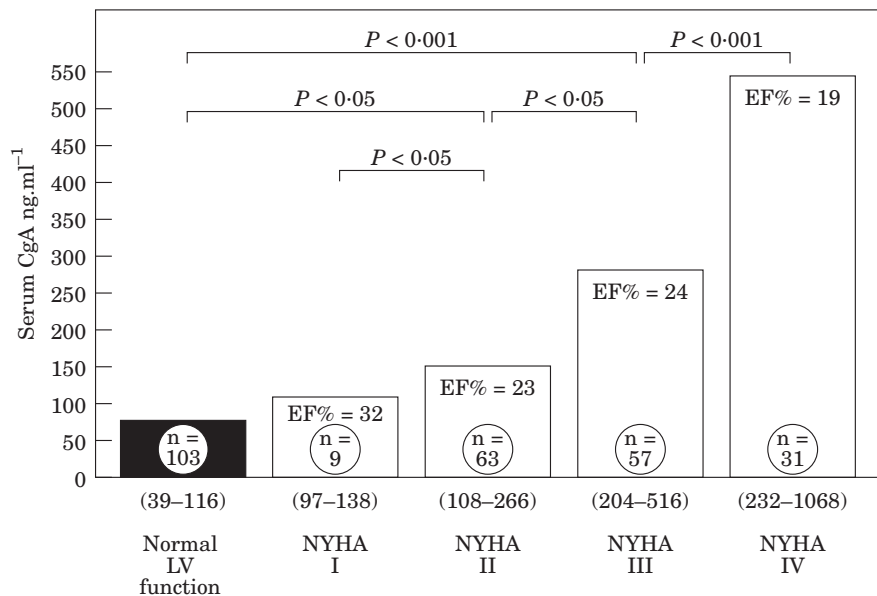 P < 0·001
P < 0·001
P < 0·05
P < 0·05
P < 0·05
Serum CgA ng.ml⁻¹
550
500
450
400
350
300
250
200
150
100
50
0
EF% = 32
EF% = 23
EF% = 24
EF% = 19
n =
103
n =
9
n =
63
n =
57
n =
31
(39–116)
(97–138)
(108–266)
(204–516)
(232–1068)
Normal
LV
function
NYHA
I
NYHA
II
NYHA
III
NYHA
IV